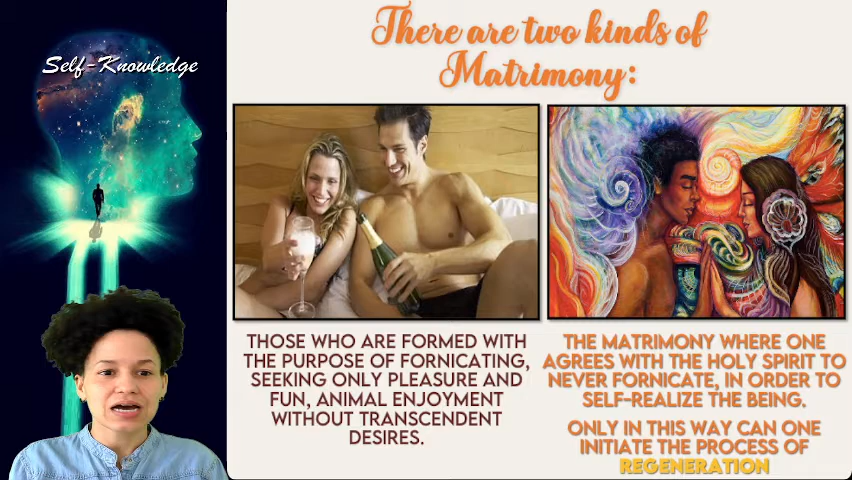 Self-Knowledge
There are two kinds of
Matrimony:
THOSE WHO ARE FORMED WITH
THE PURPOSE OF FORNICATING,
SEEKING ONLY PLEASURE AND
FUN, ANIMAL ENJOYMENT
WITHOUT TRANSCENDENT
DESIRES.
THE MATRIMONY WHERE ONE
AGREES WITH THE HOLY SPIRIT TO
NEVER FORNICATE, IN ORDER TO
SELF-REALIZE THE BEING.
ONLY IN THIS WAY CAN ONE
INITIATE THE PROCESS OF
REGENERATION